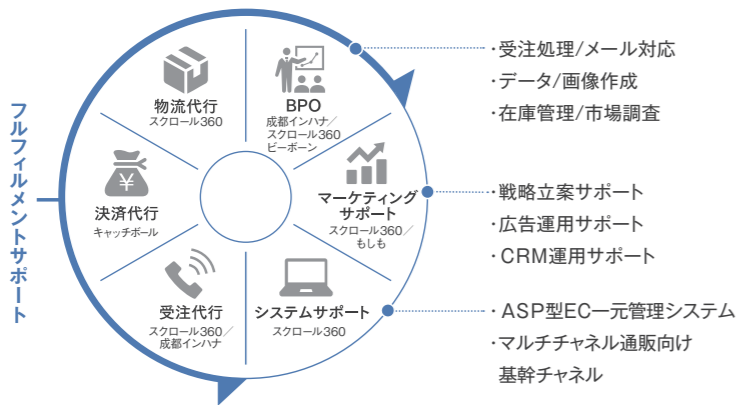 フルフィルメントサポート
物流代行
スクロール360
BPO
成都インハナ／
スクロール360
ビーボーン
マーケティング
サポート
スクロール360／
もしも
システムサポート
スクロール360
受注代行
スクロール360／
成都インハナ
¥
決済代行
キャッチボール
・受注処理/メール対応
・データ/画像作成
・在庫管理/市場調査
・戦略立案サポート
・広告運用サポート
・CRM運用サポート
・ASP型EC一元管理システム
・マルチチャネル通販向け
基幹チャネル